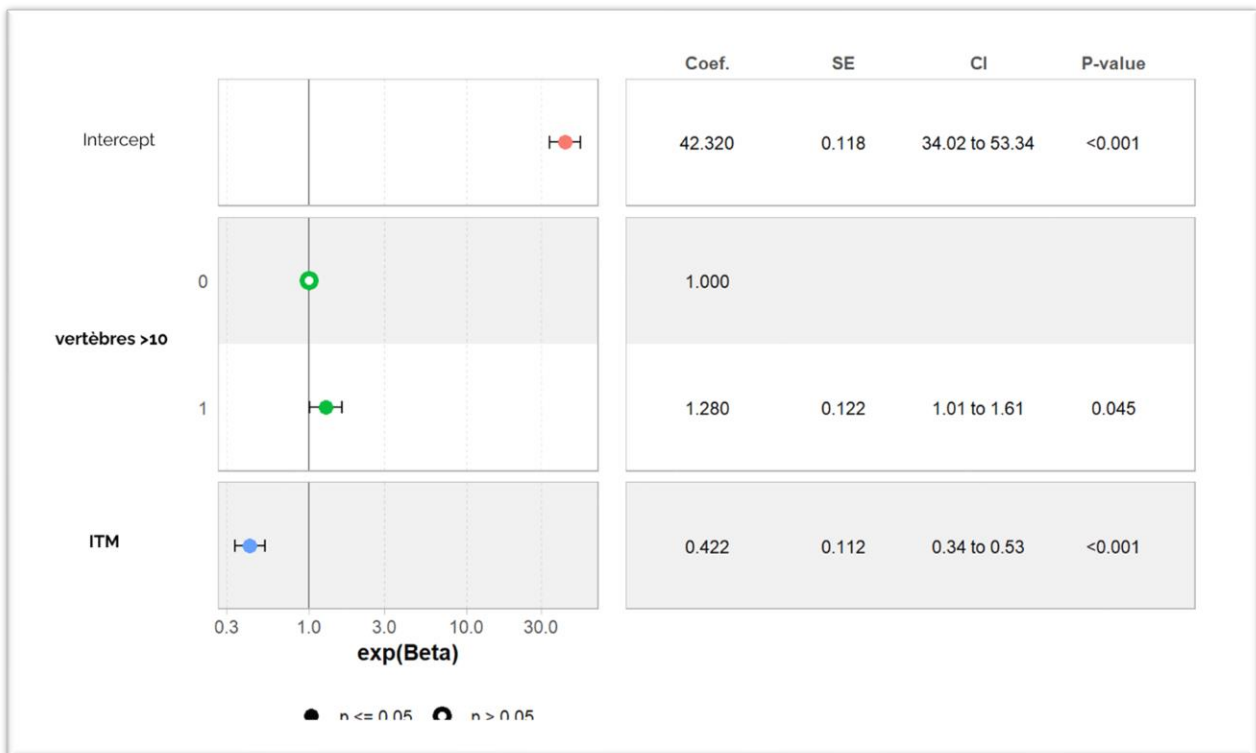 Coef. SE CI P-value
Intercept 42.320 0.118 34.02 to 53.34 <0.001
0 1.000
vertèbres >10
1 1.280 0.122 1.01 to 1.61 0.045
ITM 0.422 0.112 0.34 to 0.53 <0.001
0.3 1.0 3.0 10.0 30.0
exp(Beta)
p <= 0.05 p > 0.05